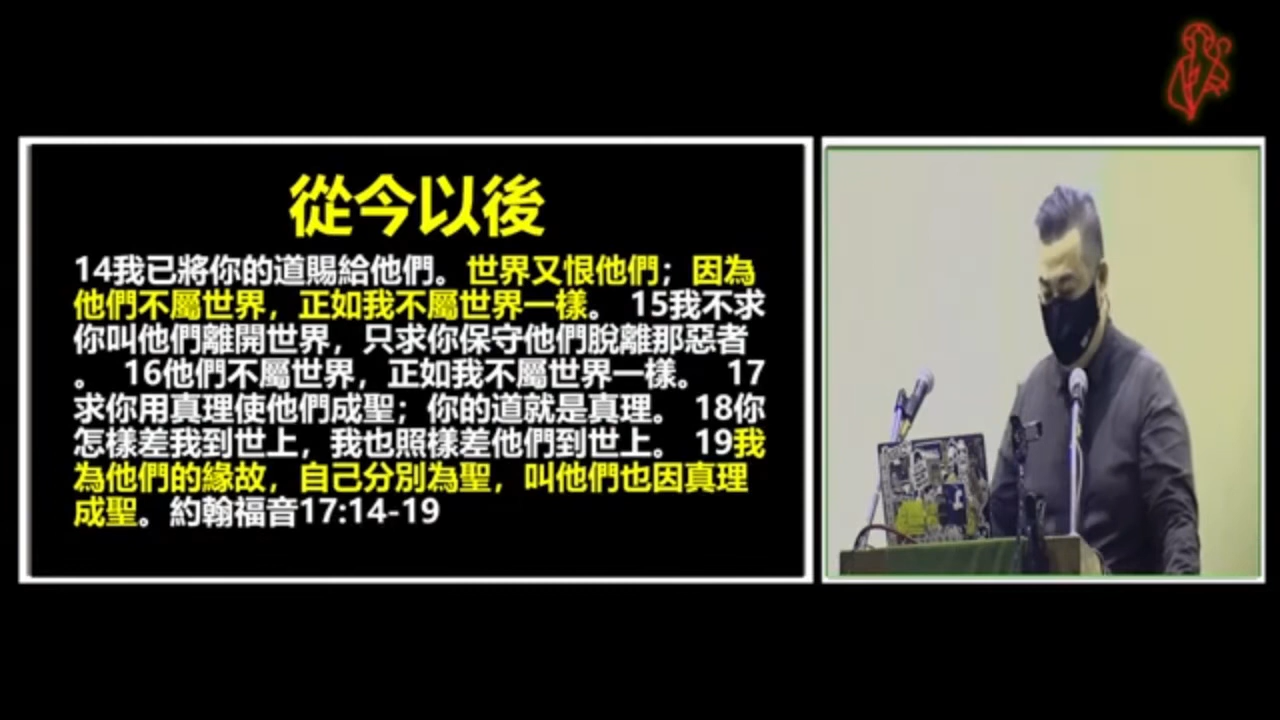 從今以後
14我已將你的道賜給他們。世界又恨他們；因為
他們不屬世界，正如我不屬世界一樣。 15我不求
你叫他們離開世界，只求你保守他們脫離那惡者
。 16他們不屬世界，正如我不屬世界一樣。 17
求你用真理使他們成聖；你的道就是真理。 18你
怎樣差我到世上，我也照樣差他們到世上。 19我
為他們的緣故，自己分別為聖，叫他們也因真理
成聖。約翰福音17:14-19